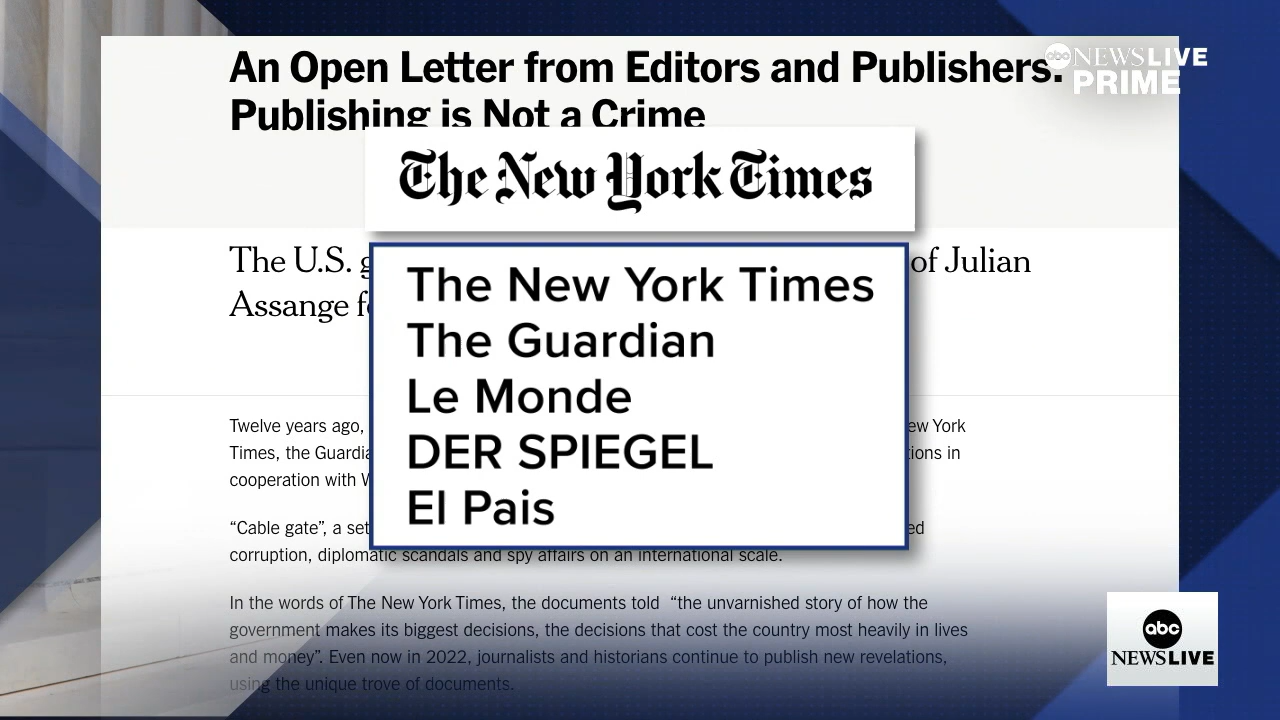 An Open Letter from Editors and Publishers:
Publishing is Not a Crime
abc NEWS LIVE
PRIME
The New York Times
The U.S. of Julian
Assange
The New York Times
The Guardian
Le Monde
DER SPIEGEL
El Pais
Twelve years ago, York
Times, the in
cooperation with
“Cable gate”, a set
corruption, diplomatic scandals and spy affairs on an international scale.
In the words of The New York Times, the documents told “the unvarnished story of how the
government makes its biggest decisions, the decisions that cost the country most heavily in lives
and money”. Even now in 2022, journalists and historians continue to publish new revelations,
using the unique trove of documents.
abc
NEWS LIVE